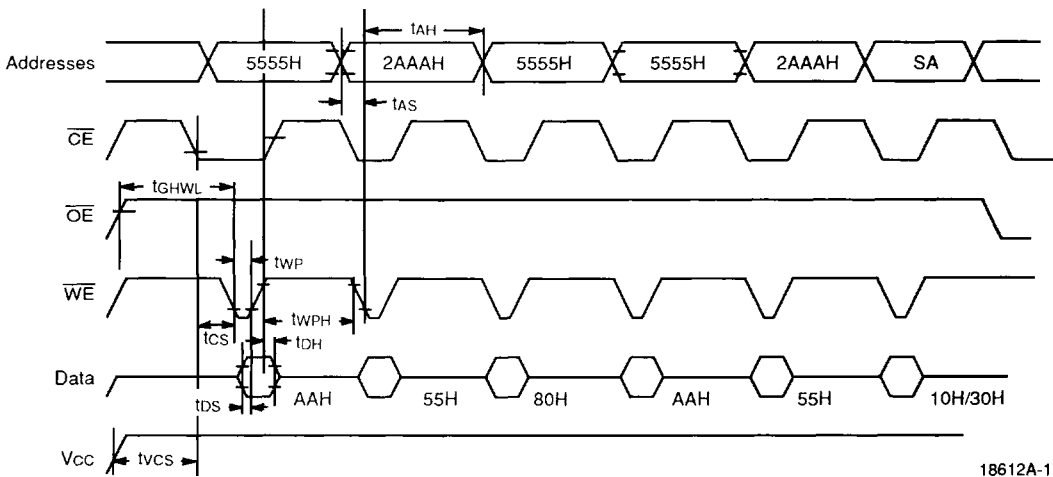 tAH
Addresses 5555H 2AAAH 5555H 5555H 2AAAH SA
tAS
CE
tGHWL
OE
tWP
WE
tCS tWPH
tDH
Data AAH 55H 80H AAH 55H 10H/30H
tDS
VCC tVCS
18612A-1